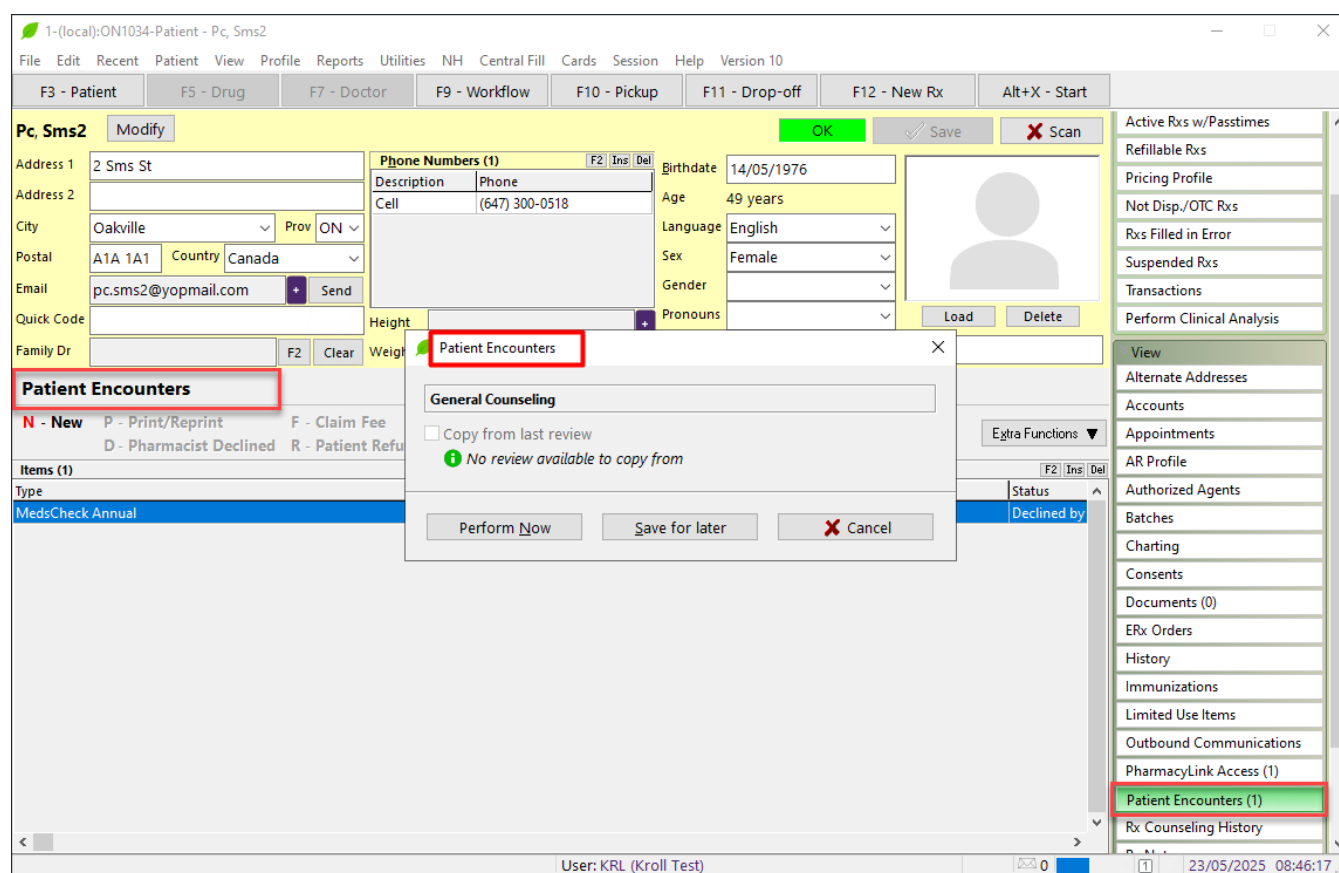 1-(local):ON1034-Patient - Pc, Sms2
File Edit Recent Patient View Profile Reports Utilities NH Central Fill Cards Session Help Version 10
F3 - Patient F5 - Drug F7 - Doctor F9 - Workflow F10 - Pickup F11 - Drop-off F12 - New Rx Alt+X - Start
Pc, Sms2 Modify OK Save Scan
Address 1 2 Sms St
Address 2
City Oakville Prov ON
Postal A1A 1A1 Country Canada
Email pc.sms2@yopmail.com + Send
Quick Code
Family Dr F2 Clear
Phone Numbers (1) F2 Ins Del
Description Phone
Cell (647) 300-0518
Height +
Weigh
Birthdate 14/05/1976
Age 49 years
Language English
Sex Female
Gender
Pronouns
Load Delete
Patient Encounters
N - New P - Print/Reprint F - Claim Fee
D - Pharmacist Declined R - Patient Refu
Extra Functions
Items (1) F2 Ins Del
Type Status
MedsCheck Annual Declined by
Patient Encounters
General Counseling
Copy from last review
No review available to copy from
Perform Now Save for later Cancel
Active Rxs w/Passtimes
Refillable Rxs
Pricing Profile
Not Disp./OTC Rxs
Rxs Filled in Error
Suspended Rxs
Transactions
Perform Clinical Analysis
View
Alternate Addresses
Accounts
Appointments
AR Profile
Authorized Agents
Batches
Charting
Consents
Documents (0)
ERx Orders
History
Immunizations
Limited Use Items
Outbound Communications
PharmacyLink Access (1)
Patient Encounters (1)
Rx Counseling History
User: KRL (Kroll Test) 0 1 23/05/2025 08:46:17